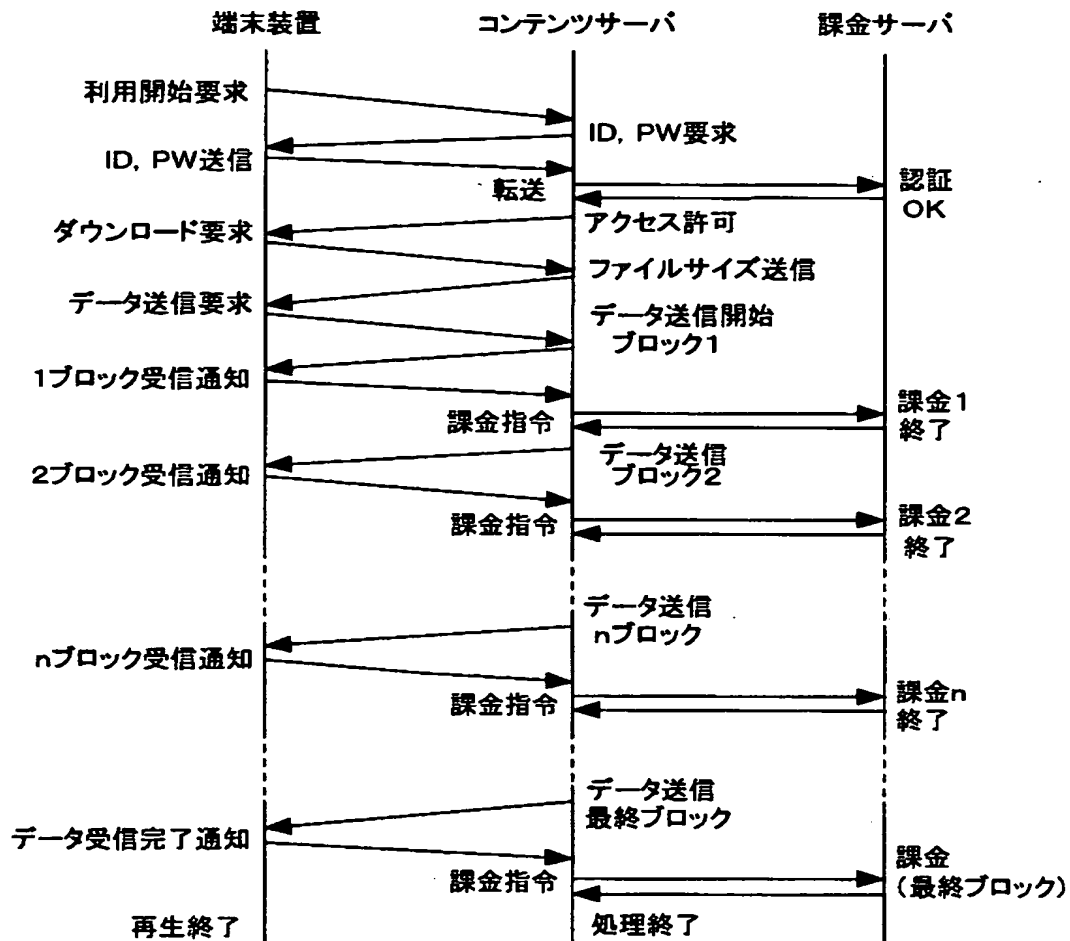 端末装置
コンテンツサーバ
課金サーバ
利用開始要求
ID, PW要求
ID, PW送信
転送
認証
OK
アクセス許可
ダウンロード要求
ファイルサイズ送信
データ送信要求
データ送信開始
ブロック1
1ブロック受信通知
課金指令
課金1
終了
データ送信
ブロック2
2ブロック受信通知
課金指令
課金2
終了
データ送信
nブロック
nブロック受信通知
課金指令
課金n
終了
データ送信
最終ブロック
データ受信完了通知
課金指令
課金
(最終ブロック)
再生終了
処理終了